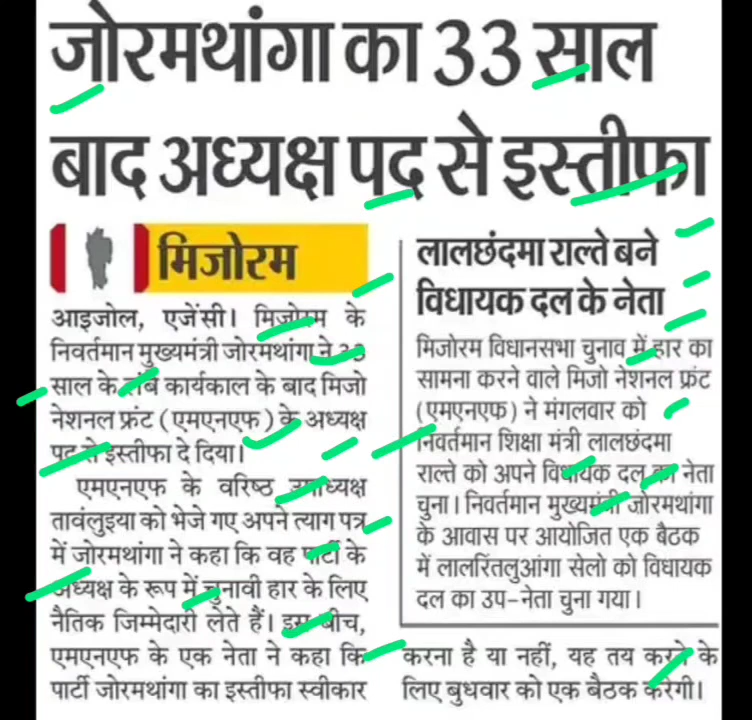 जोरमथांगा का 33 साल
बाद अध्यक्ष पद से इस्तीफा
मिजोरम
आइजोल, एजेंसी। मिजोरम के
निवर्तमान मुख्यमंत्री जोरमथांगा ने 33
साल के लंबे कार्यकाल के बाद मिजो
नेशनल फ्रंट (एमएनएफ) के अध्यक्ष
पद से इस्तीफा दे दिया।
एमएनएफ के वरिष्ठ उपाध्यक्ष
तावंलुइया को भेजे गए अपने त्याग पत्र
में जोरमथांगा ने कहा कि वह पार्टी के
अध्यक्ष के रूप में चुनावी हार के लिए
नैतिक जिम्मेदारी लेते हैं। इस बीच,
एमएनएफ के एक नेता ने कहा कि
पार्टी जोरमथांगा का इस्तीफा स्वीकार
करना है या नहीं, यह तय करने के
लिए बुधवार को एक बैठक करेगी।
लालछंदमा राल्ते बने
विधायक दल के नेता
मिजोरम विधानसभा चुनाव में हार का
सामना करने वाले मिजो नेशनल फ्रंट
(एमएनएफ) ने मंगलवार को
निवर्तमान शिक्षा मंत्री लालछंदमा
राल्ते को अपने विधायक दल का नेता
चुना। निवर्तमान मुख्यमंत्री जोरमथांगा
के आवास पर आयोजित एक बैठक
में लालरिंतलुआंगा सेलो को विधायक
दल का उप-नेता चुना गया।